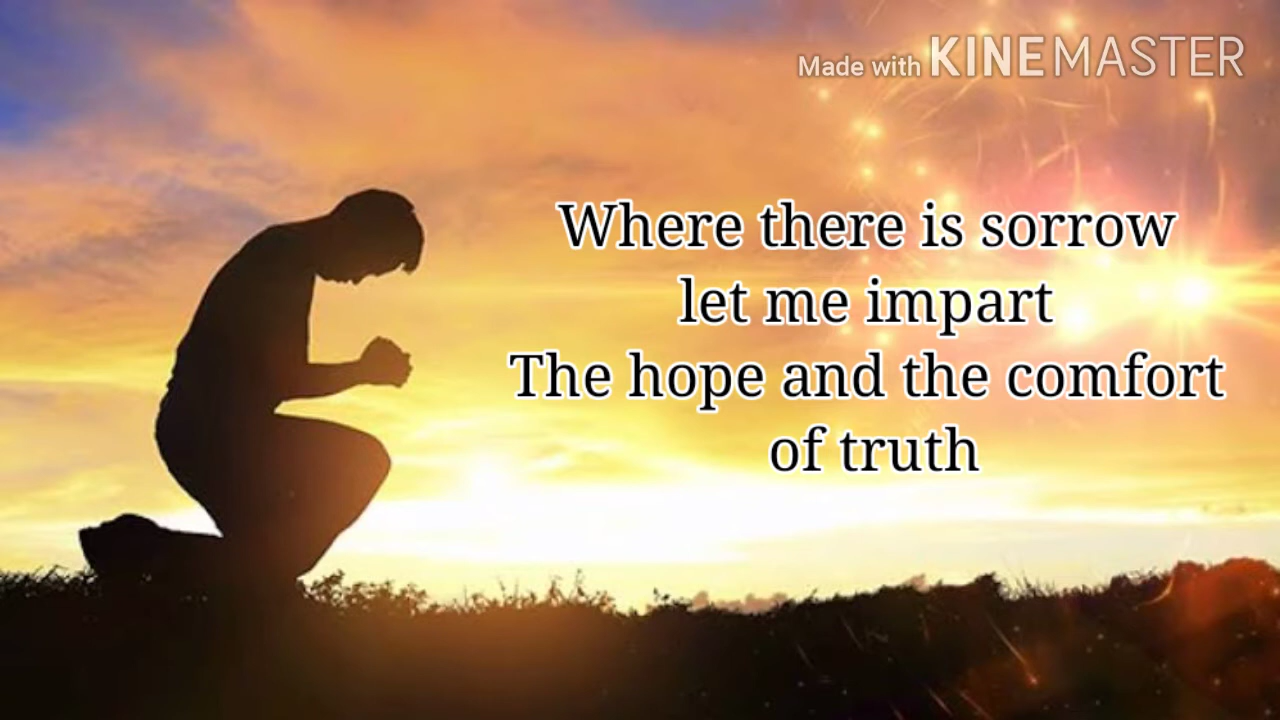 Made with KINEMASTER
Where there is sorrow
let me impart
The hope and the comfort
of truth